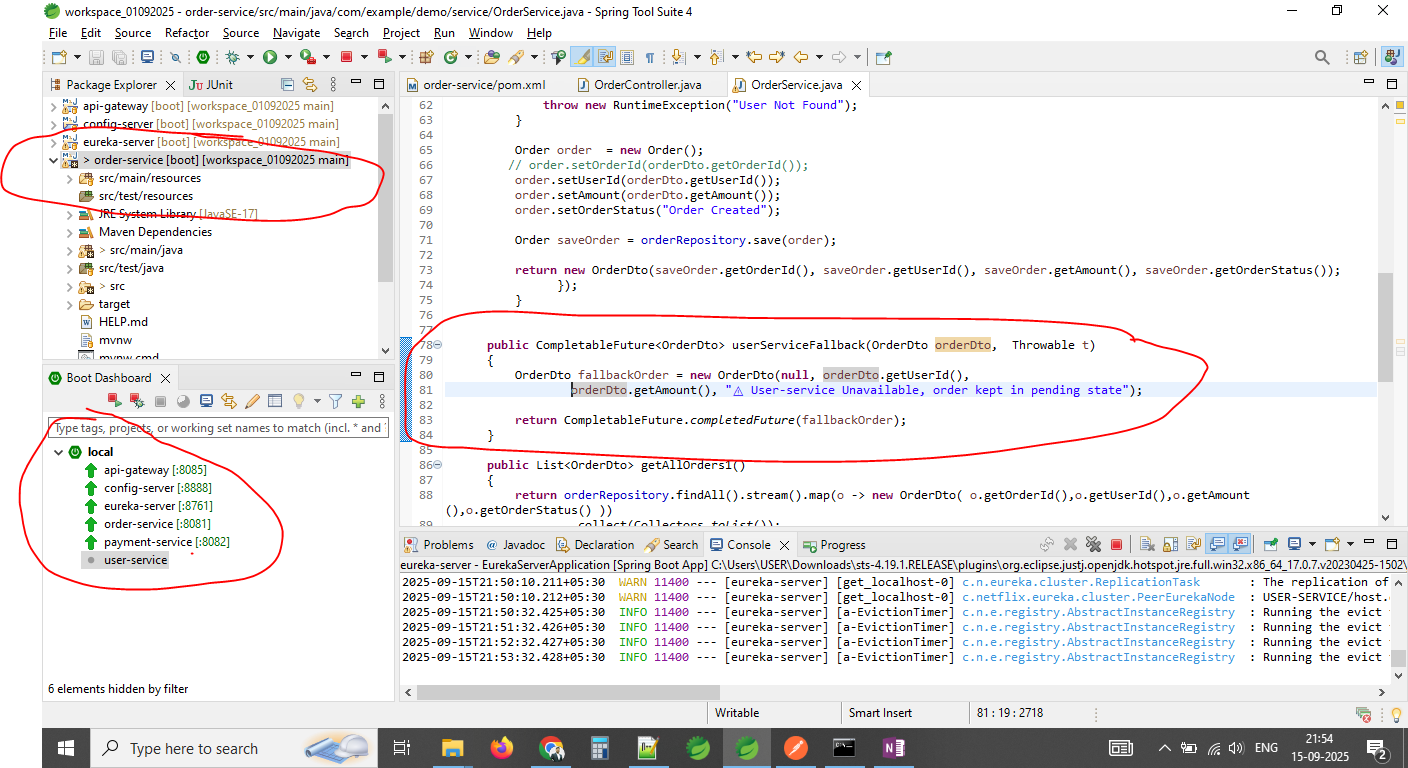 workspace_01092025 - order-service/src/main/java/com/example/demo/service/OrderService.java - Spring Tool Suite 4
File Edit Source Refactor Source Navigate Search Project Run Window Help
Package Explorer JUnit
api-gateway [boot] [workspace_01092025 main]
config-server [boot] [workspace_01092025 main]
eureka-server [boot] [workspace_01092025 main]
> order-service [boot] [workspace_01092025 main]
src/main/resources
src/test/resources
JRE System Library [JavaSE-17]
Maven Dependencies
> src/main/java
src/test/java
> src
target
HELP.md
mvnw
mvnw.cmd
Boot Dashboard
Type tags, projects, or working set names to match (incl. * and
local
api-gateway [:8085]
config-server [:8888]
eureka-server [:8761]
order-service [:8081]
payment-service [:8082]
user-service
6 elements hidden by filter
order-service/pom.xml OrderController.java OrderService.java
62 throw new RuntimeException("User Not Found");
63 }
64
65 Order order = new Order();
66 // order.setOrderId(orderDto.getOrderId());
67 order.setUserId(orderDto.getUserId());
68 order.setAmount(orderDto.getAmount());
69 order.setOrderStatus("Order Created");
70
71 Order saveOrder = orderRepository.save(order);
72
73 return new OrderDto(saveOrder.getOrderId(), saveOrder.getUserId(), saveOrder.getAmount(), saveOrder.getOrderStatus());
74 });
75 }
76
77
78 public CompletableFuture<OrderDto> userServiceFallback(OrderDto orderDto, Throwable t)
79 {
80 OrderDto fallbackOrder = new OrderDto(null, orderDto.getUserId(),
81 orderDto.getAmount(), "⚠ User-service Unavailable, order kept in pending state");
82
83 return CompletableFuture.completedFuture(fallbackOrder);
84 }
85
86 public List<OrderDto> getAllOrders1()
87 {
88 return orderRepository.findAll().stream().map(o -> new OrderDto( o.getOrderId(),o.getUserId(),o.getAmount
(),o.getOrderStatus() ))
89 .collect(Collectors.toList());
Problems Javadoc Declaration Search Console Progress
eureka-server - EurekaServerApplication [Spring Boot App] C:\Users\USER\Downloads\sts-4.19.1.RELEASE\plugins\org.eclipse.justj.openjdk.hotspot.jre.full.win32.x86_64_17.0.7.v20230425-1502\
2025-09-15T21:50:10.211+05:30 WARN 11400 --- [eureka-server] [get_localhost-0] c.n.eureka.cluster.ReplicationTask : The replication of
2025-09-15T21:50:10.212+05:30 WARN 11400 --- [eureka-server] [get_localhost-0] c.netflix.eureka.cluster.PeerEurekaNode : USER-SERVICE/host.
2025-09-15T21:50:32.425+05:30 INFO 11400 --- [eureka-server] [a-EvictionTimer] c.n.e.registry.AbstractInstanceRegistry : Running the evict
2025-09-15T21:51:32.426+05:30 INFO 11400 --- [eureka-server] [a-EvictionTimer] c.n.e.registry.AbstractInstanceRegistry : Running the evict
2025-09-15T21:52:32.427+05:30 INFO 11400 --- [eureka-server] [a-EvictionTimer] c.n.e.registry.AbstractInstanceRegistry : Running the evict
2025-09-15T21:53:32.428+05:30 INFO 11400 --- [eureka-server] [a-EvictionTimer] c.n.e.registry.AbstractInstanceRegistry : Running the evict
Writable Smart Insert 81 : 19 : 2718
Type here to search
ENG
21:54
15-09-2025
2